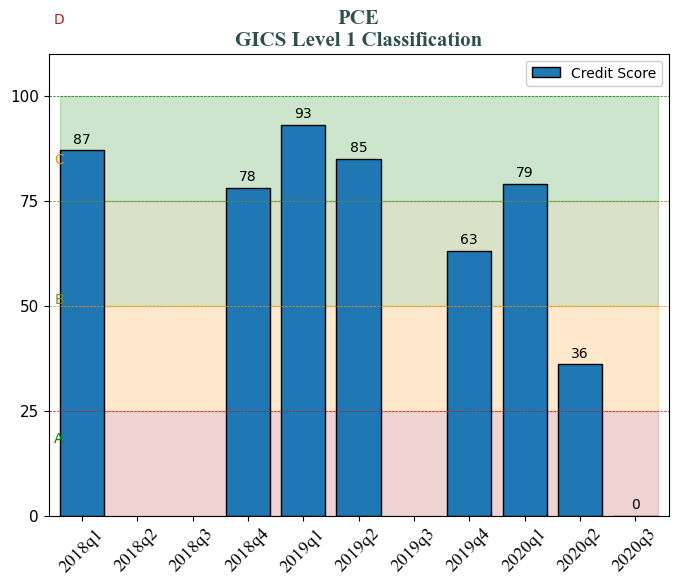 D
PCE
GICS Level 1 Classification
Credit Score
100
93
87
85
C
79
78
75
63
50
B
36
25
A
0
0
2018q1
2018q2
2018q3
2018q4
2019q1
2019q2
2019q3
2019q4
2020q1
2020q2
2020q3